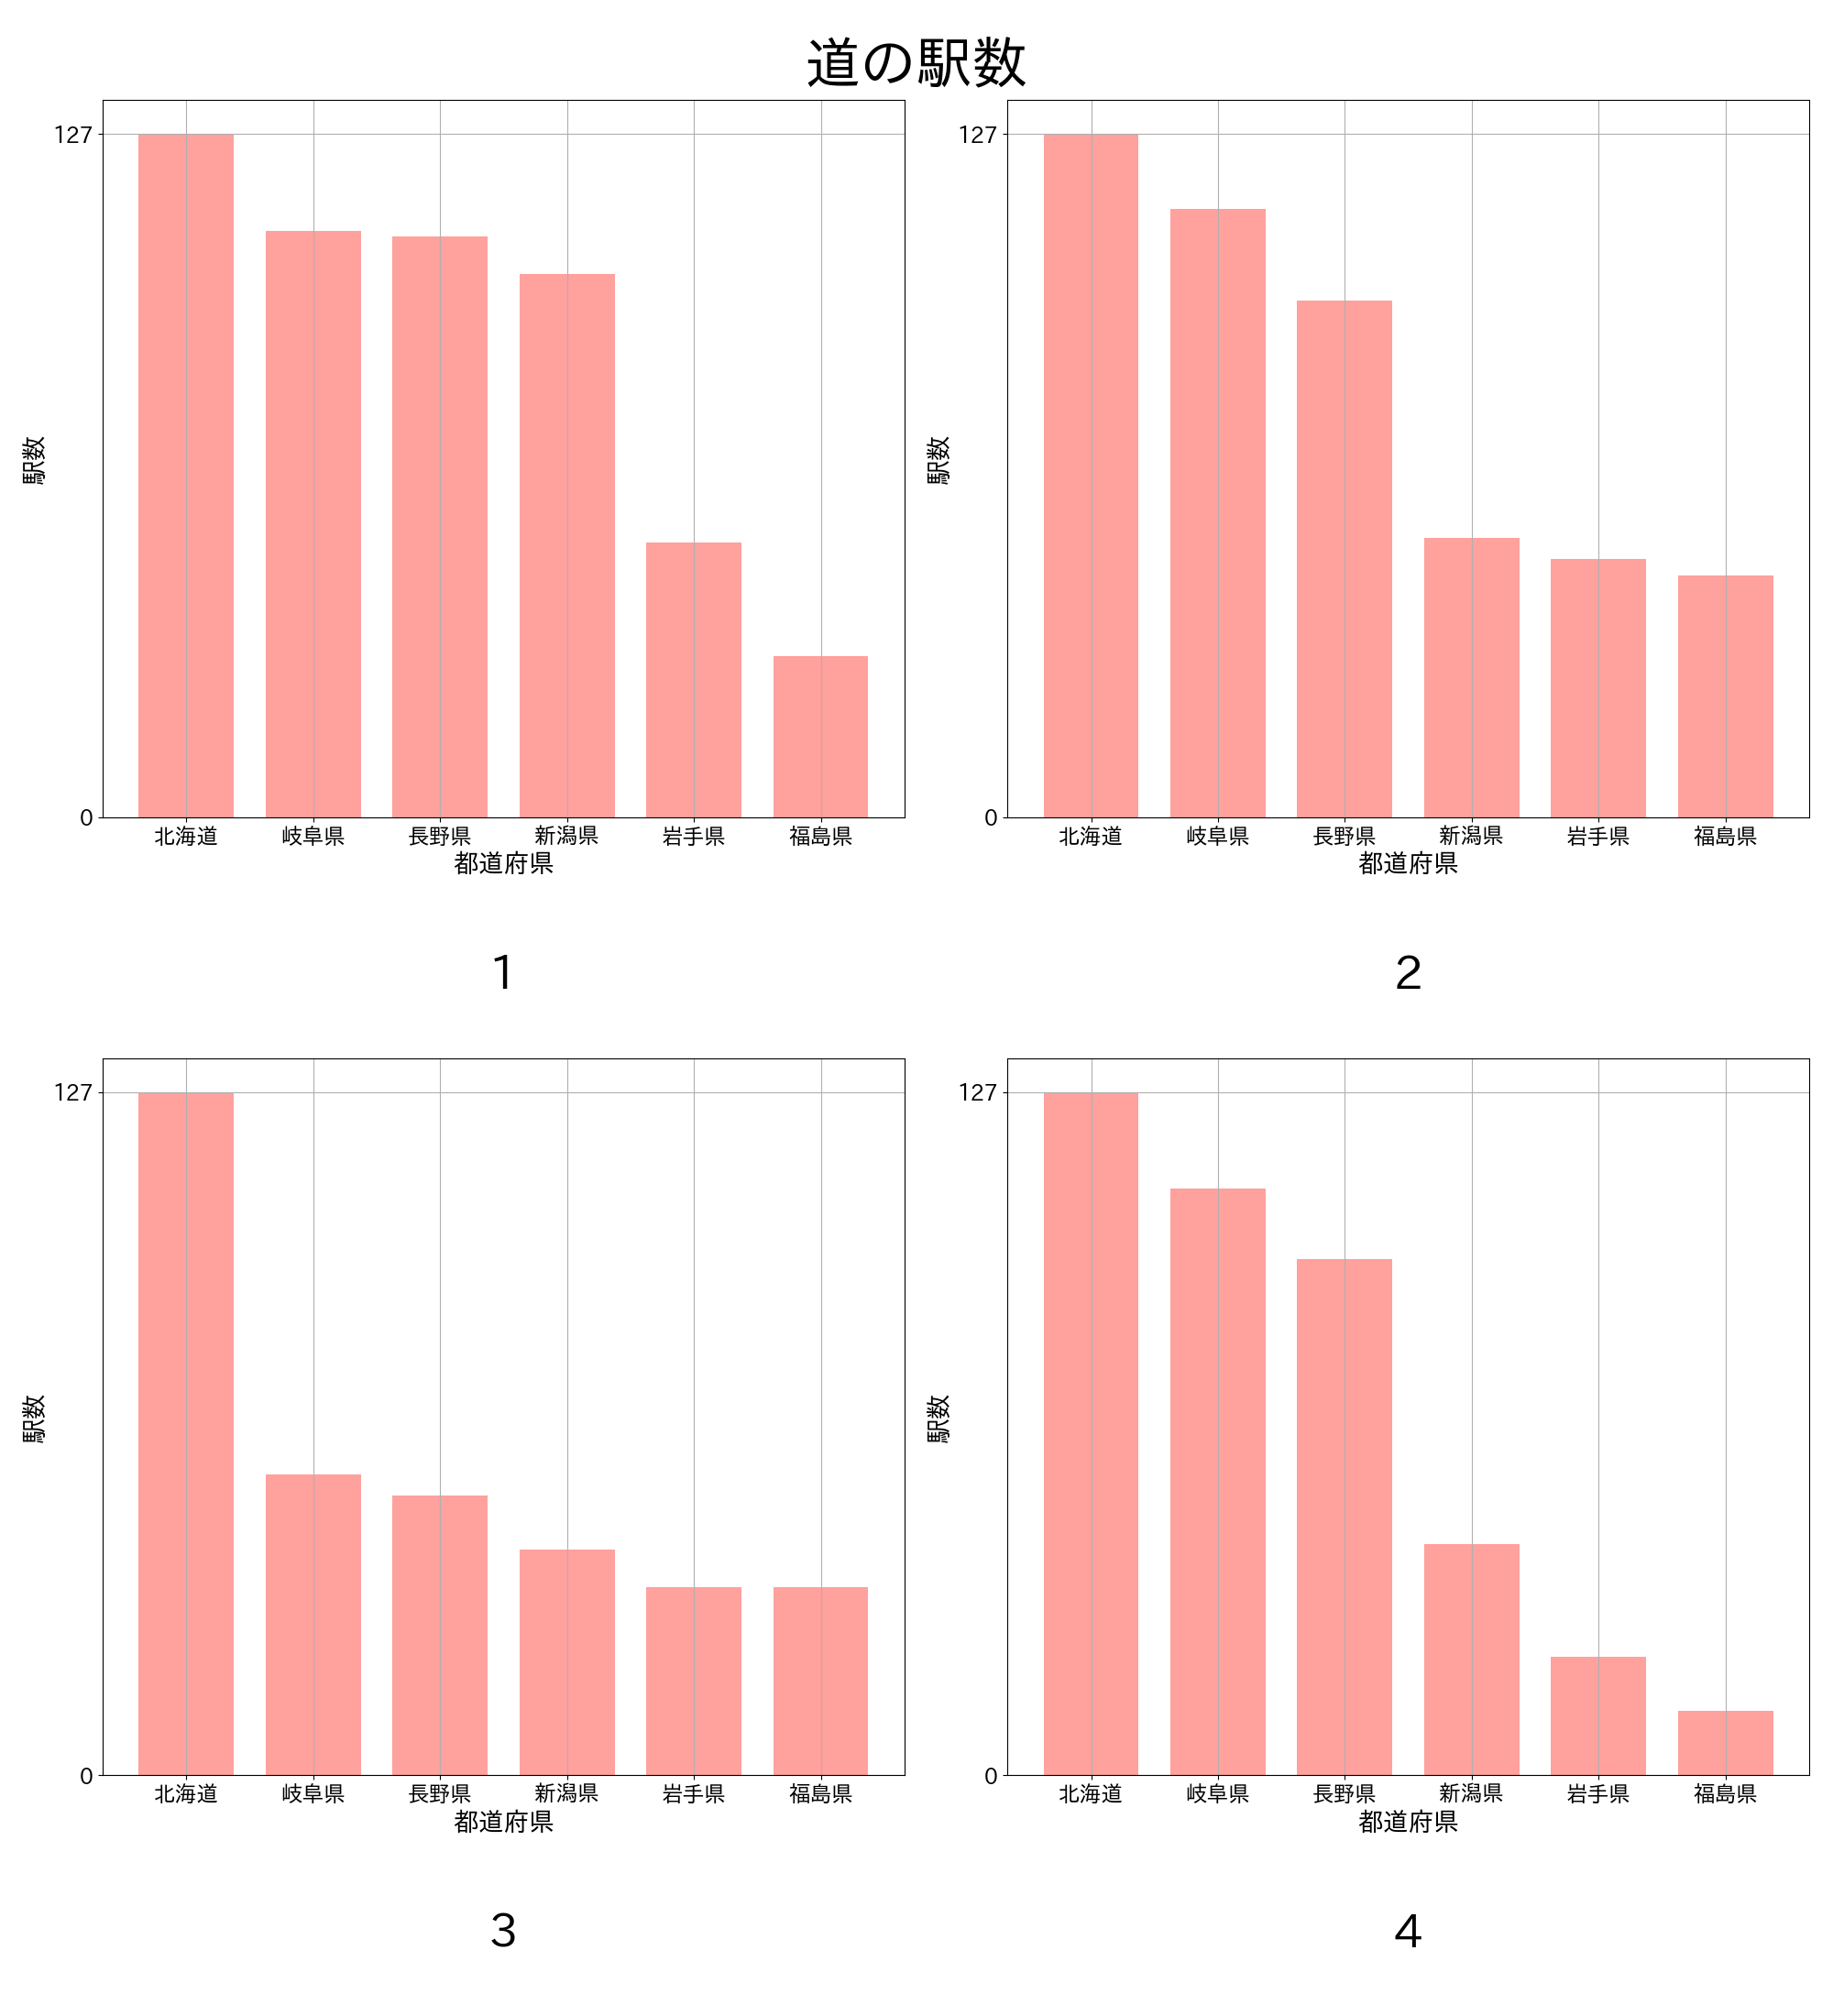 道の駅数
127
駅数
0
北海道 岐阜県 長野県 新潟県 岩手県 福島県
都道府県
1
127
駅数
0
北海道 岐阜県 長野県 新潟県 岩手県 福島県
都道府県
2
127
駅数
0
北海道 岐阜県 長野県 新潟県 岩手県 福島県
都道府県
3
127
駅数
0
北海道 岐阜県 長野県 新潟県 岩手県 福島県
都道府県
4